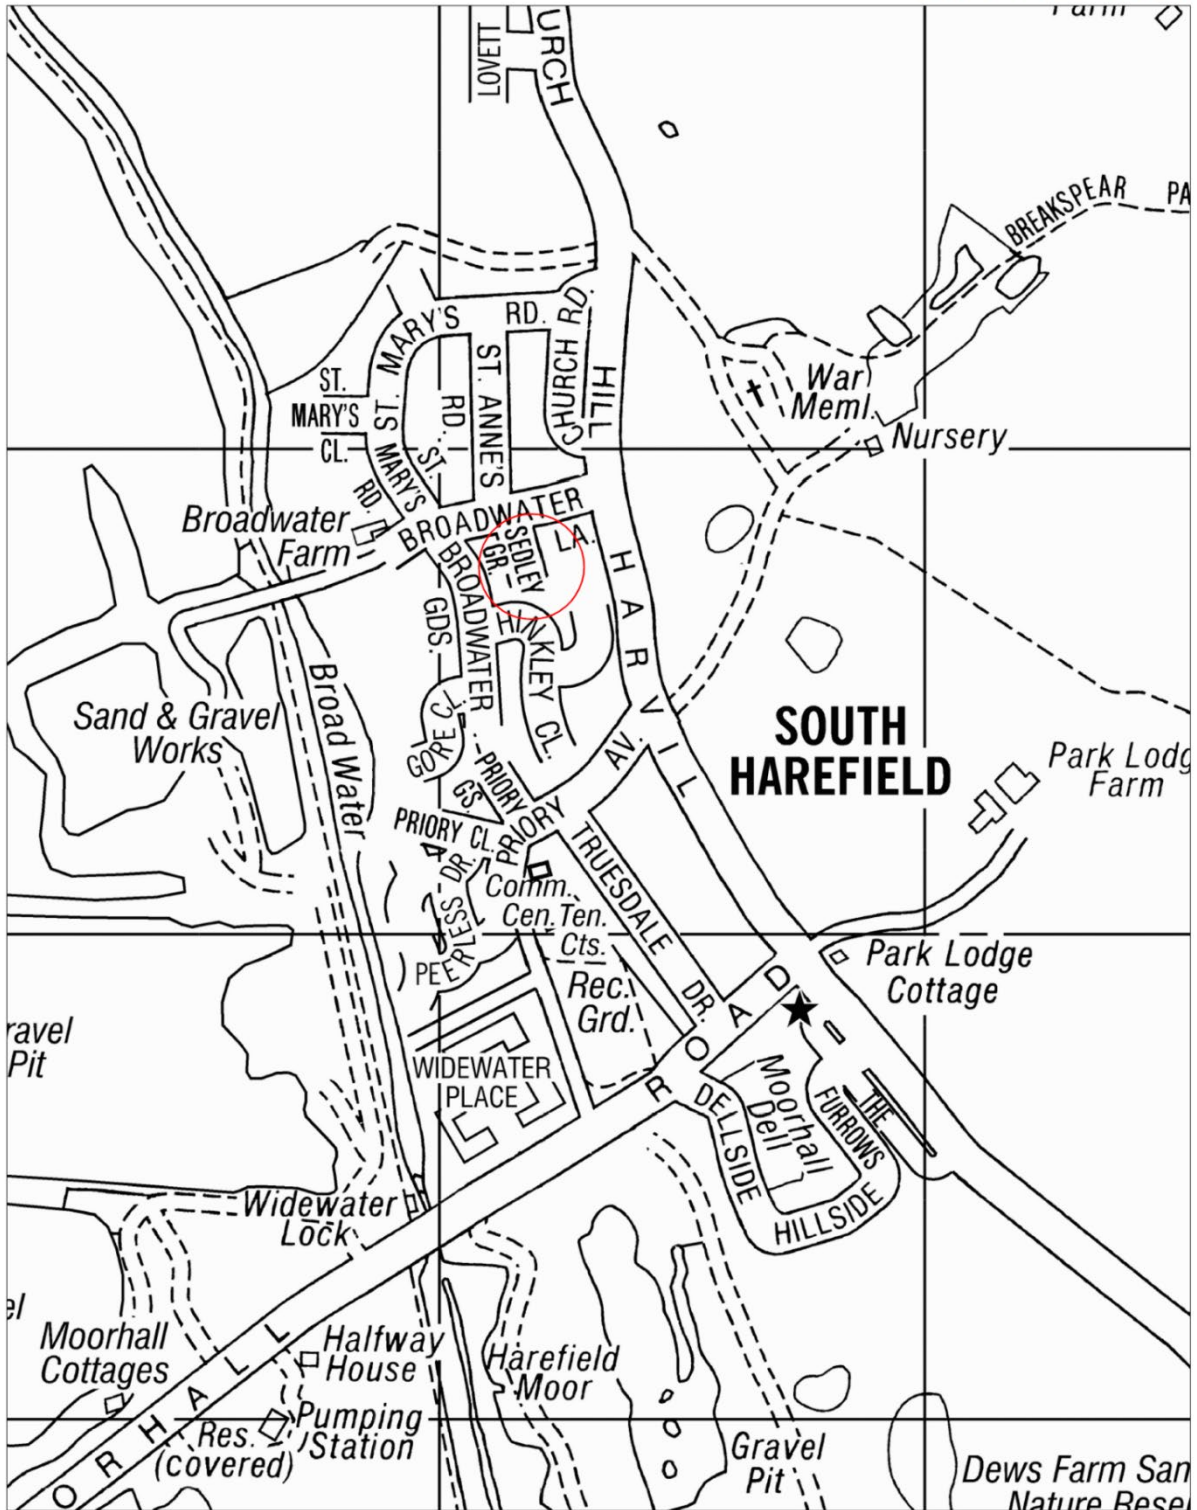 Farm
LOVETT
URCH
HILL
BREAKSPEAR PA
ST. MARY'S RD.
CHURCH RD.
ST. ANNE'S
RD.
ST.
MARY'S
CL.
ST. MARY'S
RD.
War
Meml.
Nursery
Broadwater
Farm
BROADWATER
LA.
SEDLEY
GR.
BROADWATER
GDS.
HINKLEY CL.
HARVIL
ROAD
Sand & Gravel
Works
Broad Water
GORE CL.
SOUTH
HAREFIELD
Park Lodg
Farm
PRIORY
GS.
PRIORY AV.
PRIORY CL.
PEERLESS DR.
TRUESDALE DR.
Comm.
Cen. Ten.
Cts.
Rec.
Grd.
Park Lodge
Cottage
ravel
Pit
WIDEWATER
PLACE
DELLSIDE
Moorhall
Dell
THE
FURROWS
HILLSIDE
Widewater
Lock
el
Moorhall
Cottages
Halfway
House
Harefield
Moor
Res.
(covered)
Pumping
Station
ORHALL
Gravel
Pit
Dews Farm San
Nature Rese